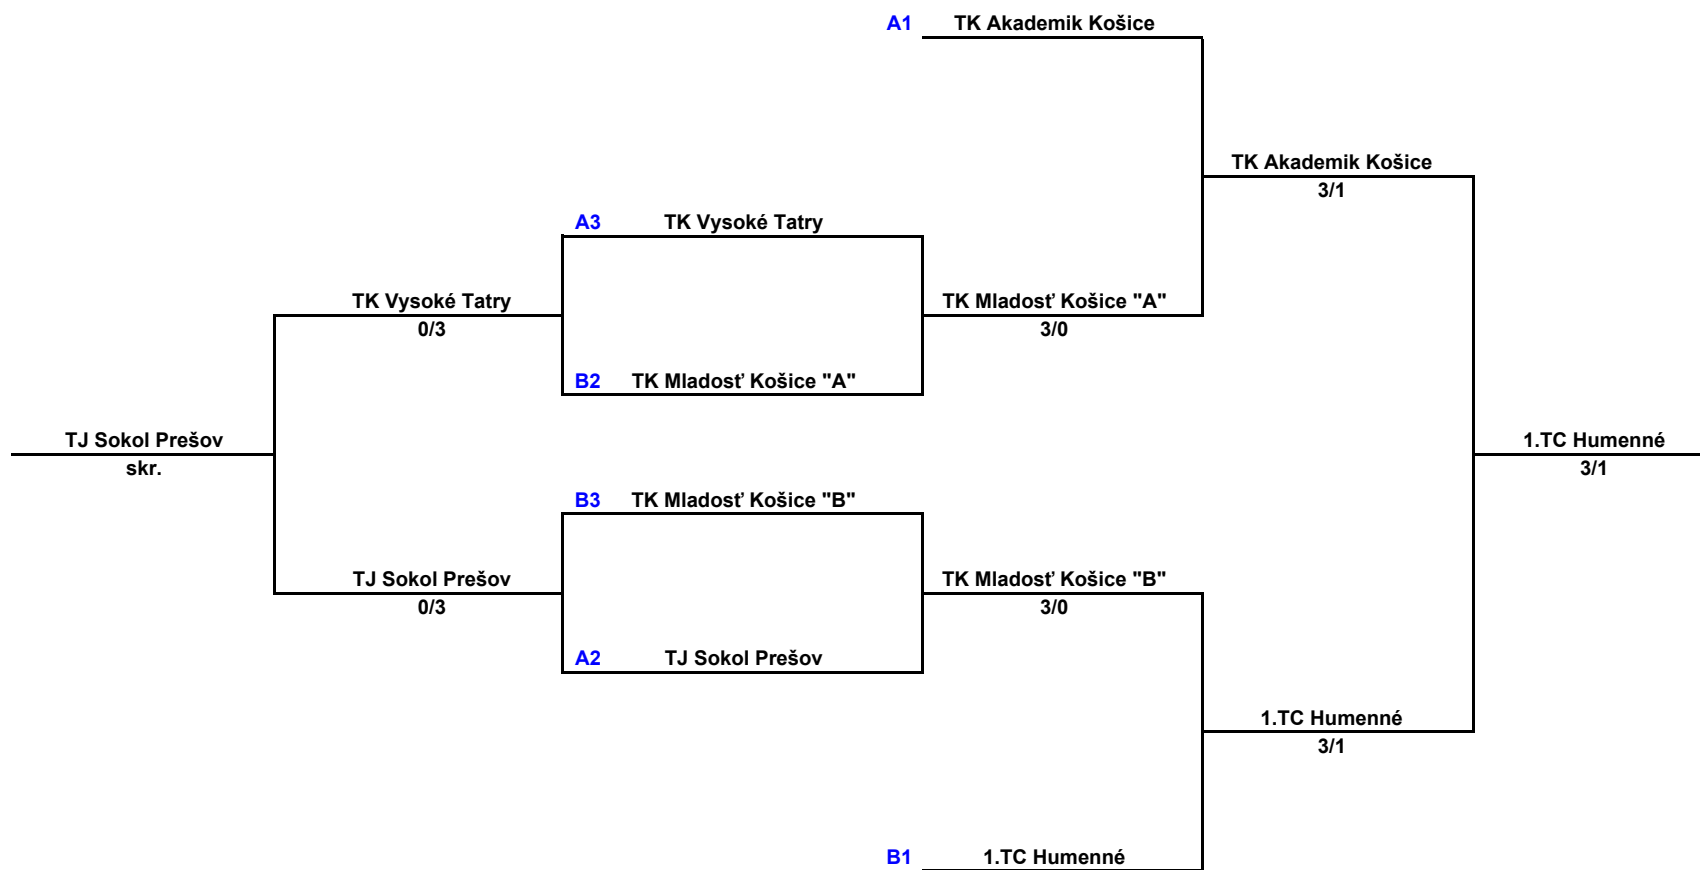 A1 TK Akademik Košice
TK Akademik Košice
3/1
A3 TK Vysoké Tatry
TK Vysoké Tatry TK Mladosť Košice "A"
0/3 3/0
B2 TK Mladosť Košice "A"
TJ Sokol Prešov 1.TC Humenné
skr. 3/1
B3 TK Mladosť Košice "B"
TJ Sokol Prešov TK Mladosť Košice "B"
0/3 3/0
A2 TJ Sokol Prešov
1.TC Humenné
3/1
B1 1.TC Humenné